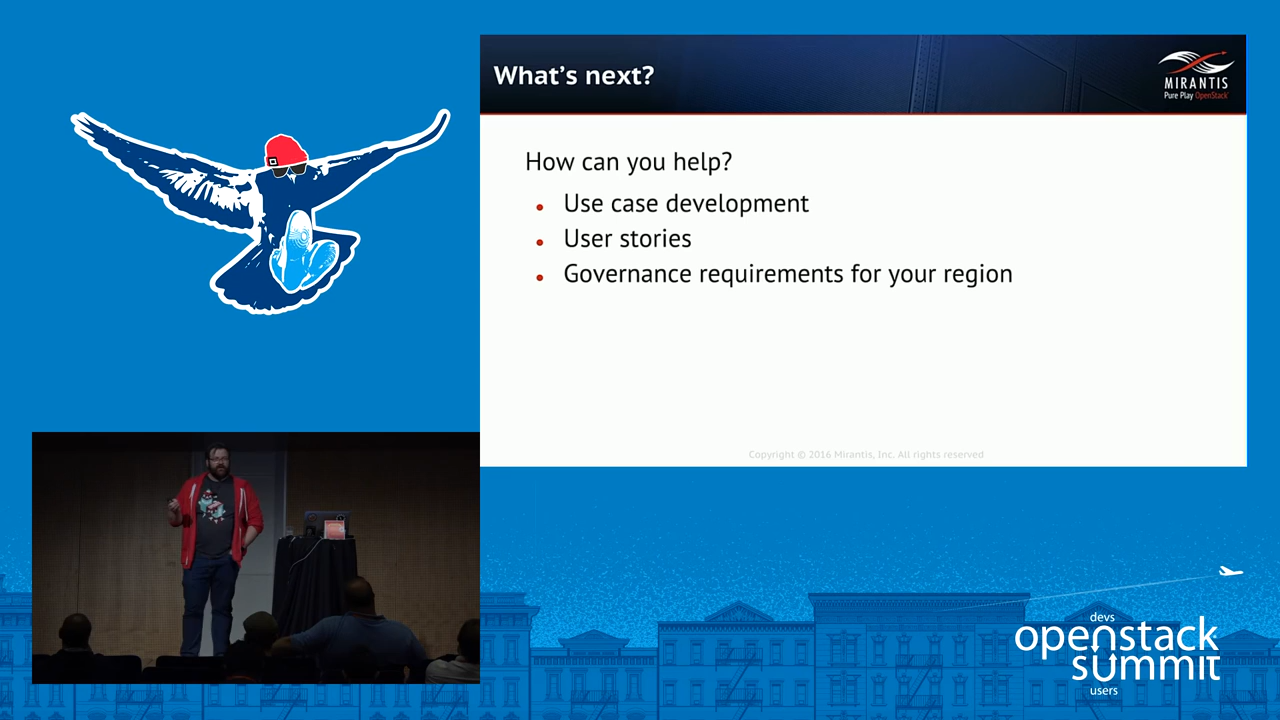 What's next?
MIRANTIS
Pure Play OpenStack
How can you help?
Use case development
User stories
Governance requirements for your region
Copyright © 2016 Mirantis, Inc. All rights reserved
devs
openstack
summit
users